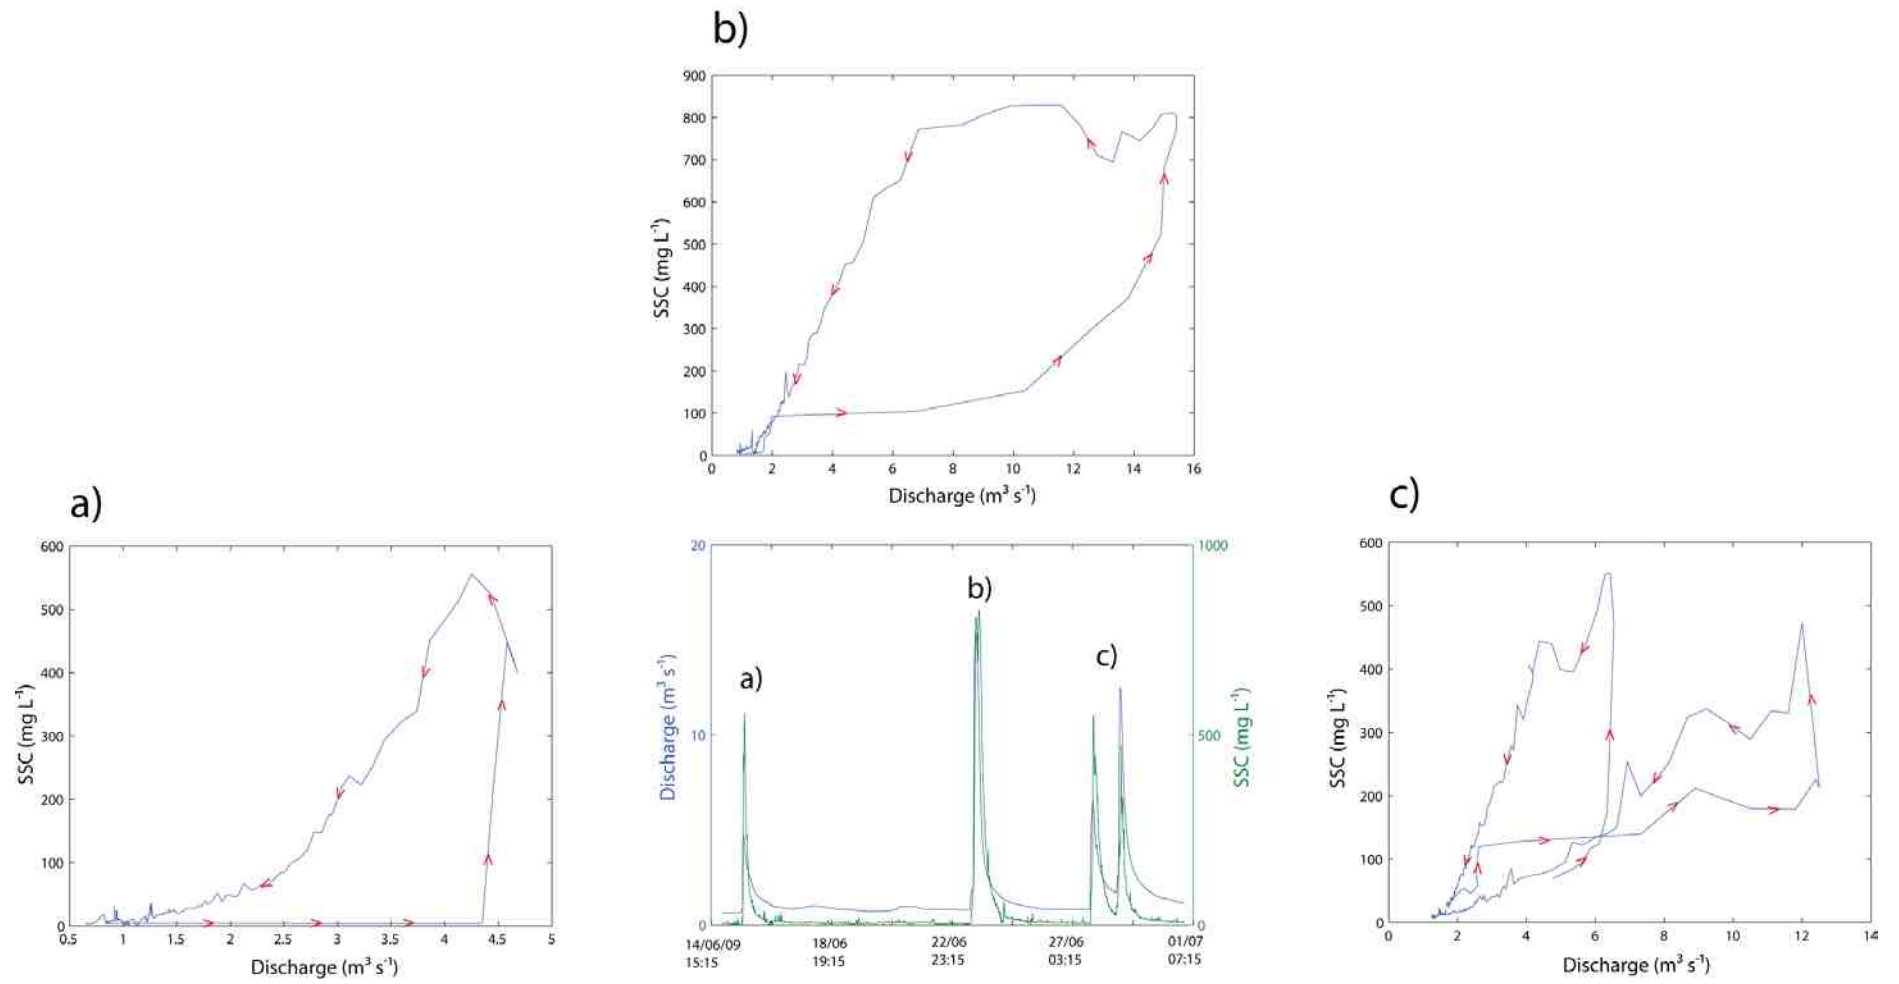 b)
900
800
700
600
500
400
300
200
100
0
SSC (mg L⁻¹)
0 2 4 6 8 10 12 14 16
Discharge (m³ s⁻¹)
a)
600
500
400
300
200
100
0
SSC (mg L⁻¹)
0.5 1 1.5 2 2.5 3 3.5 4 4.5 5
Discharge (m³ s⁻¹)
20
10
0
Discharge (m³ s⁻¹)
a)
b)
c)
1000
500
0
SSC (mg L⁻¹)
14/06/09 18/06 22/06 27/06 01/07
15:15 19:15 23:15 03:15 07:15
c)
600
500
400
300
200
100
0
SSC (mg L⁻¹)
0 2 4 6 8 10 12 14
Discharge (m³ s⁻¹)